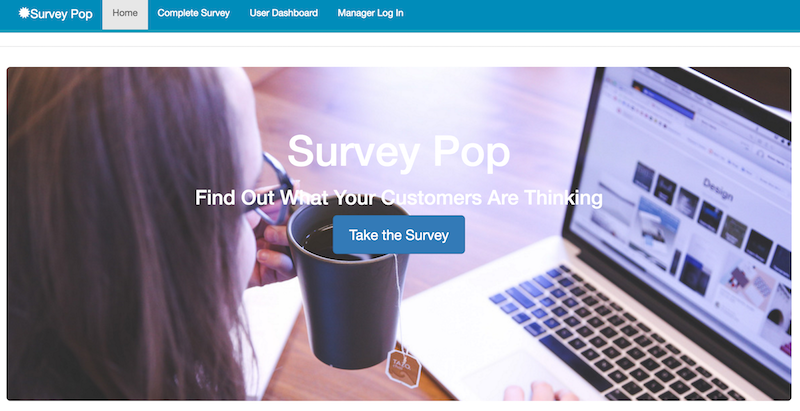 Survey Pop
Home
Complete Survey
User Dashboard
Manager Log In
Survey Pop
Find Out What Your Customers Are Thinking
Take the Survey
Design
TAZO